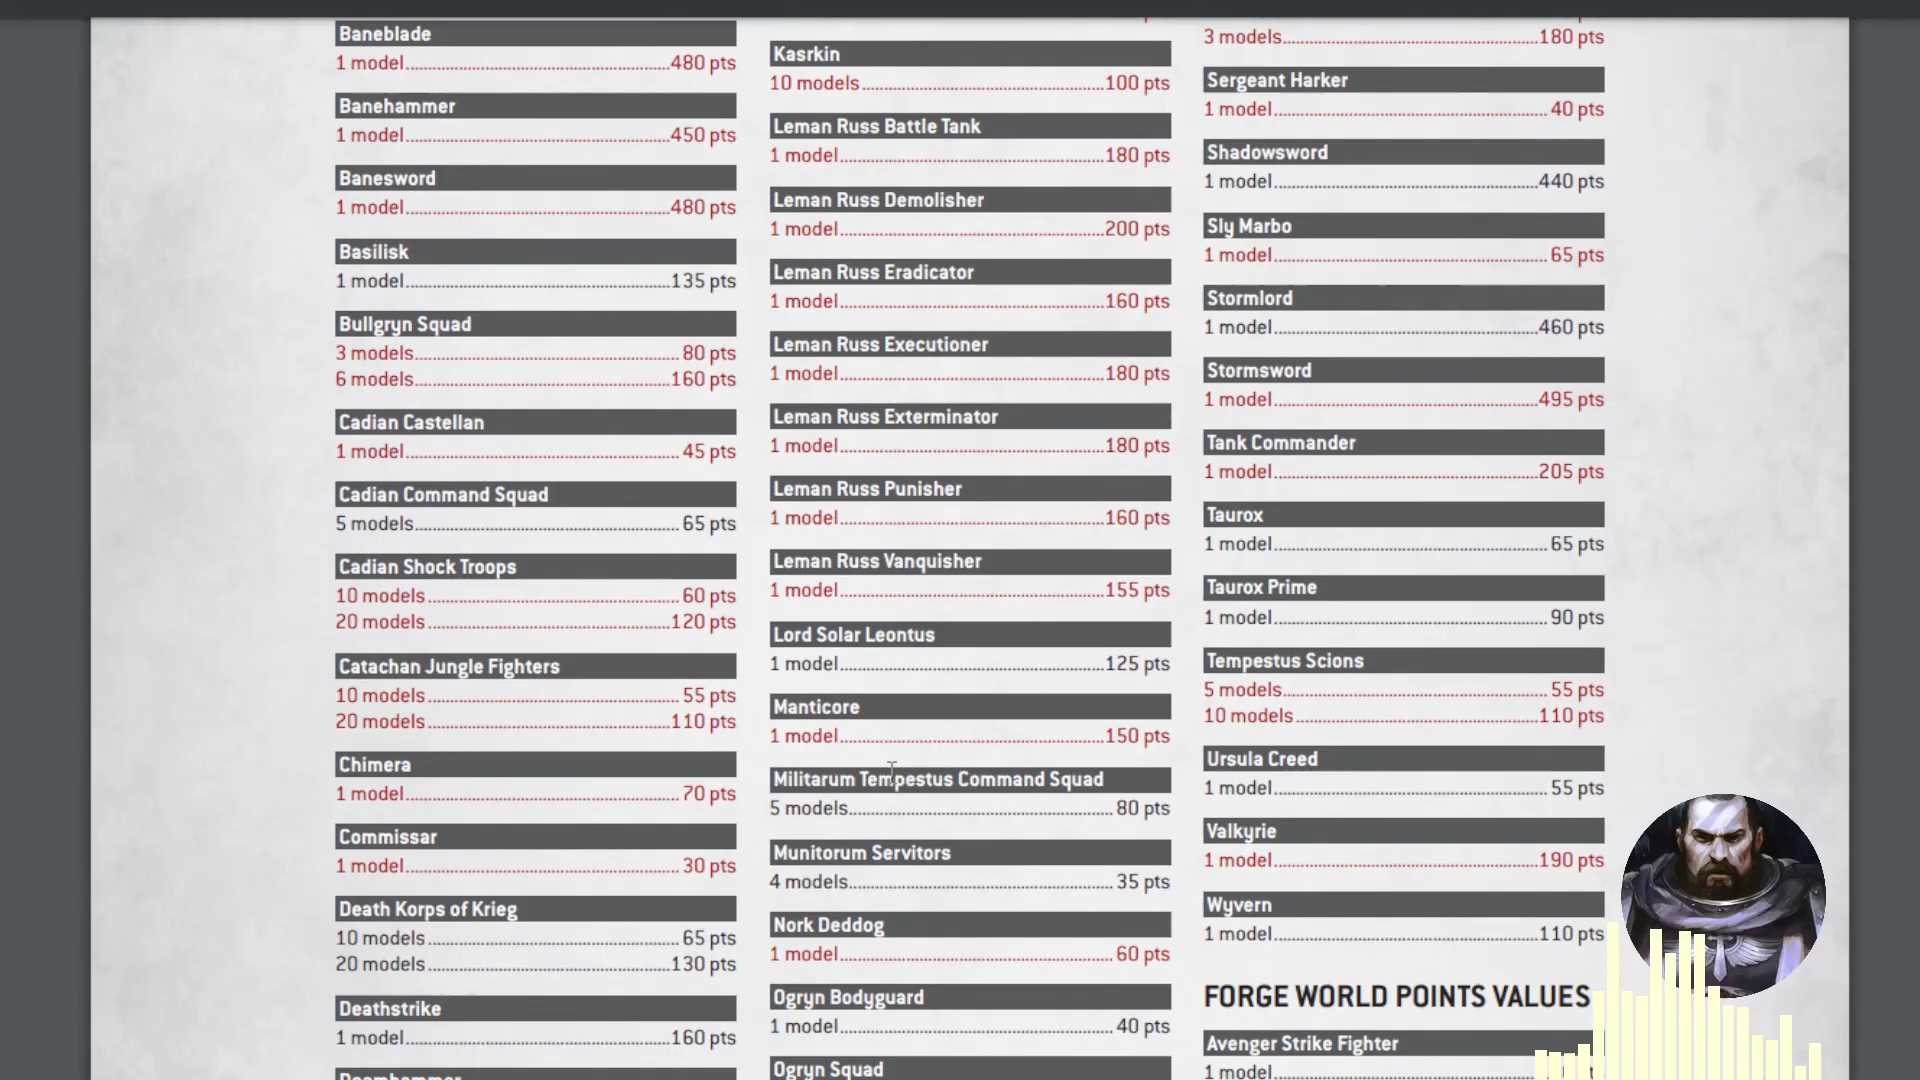 Baneblade
1 model 480 pts
Banehammer
1 model 450 pts
Banesword
1 model 480 pts
Basilisk
1 model 135 pts
Bullgryn Squad
3 models 80 pts
6 models 160 pts
Cadian Castellan
1 model 45 pts
Cadian Command Squad
5 models 65 pts
Cadian Shock Troops
10 models 60 pts
20 models 120 pts
Catachan Jungle Fighters
10 models 55 pts
20 models 110 pts
Chimera
1 model 70 pts
Commissar
1 model 30 pts
Death Korps of Krieg
10 models 65 pts
20 models 130 pts
Deathstrike
1 model 160 pts
Kasrkin
10 models 100 pts
Leman Russ Battle Tank
1 model 180 pts
Leman Russ Demolisher
1 model 200 pts
Leman Russ Eradicator
1 model 160 pts
Leman Russ Executioner
1 model 180 pts
Leman Russ Exterminator
1 model 180 pts
Leman Russ Punisher
1 model 160 pts
Leman Russ Vanquisher
1 model 155 pts
Lord Solar Leontus
1 model 125 pts
Manticore
1 model 150 pts
Militarum Tempestus Command Squad
5 models 80 pts
Munitorum Servitors
4 models 35 pts
Nork Deddog
1 model 60 pts
Ogryn Bodyguard
1 model 40 pts
Ogryn Squad
3 models 180 pts
Sergeant Harker
1 model 40 pts
Shadowsword
1 model 440 pts
Sly Marbo
1 model 65 pts
Stormlord
1 model 460 pts
Stormsword
1 model 495 pts
Tank Commander
1 model 205 pts
Taurox
1 model 65 pts
Taurox Prime
1 model 90 pts
Tempestus Scions
5 models 55 pts
10 models 110 pts
Ursula Creed
1 model 55 pts
Valkyrie
1 model 190 pts
Wyvern
1 model 110 pts
FORGE WORLD POINTS VALUES
Avenger Strike Fighter
1 model